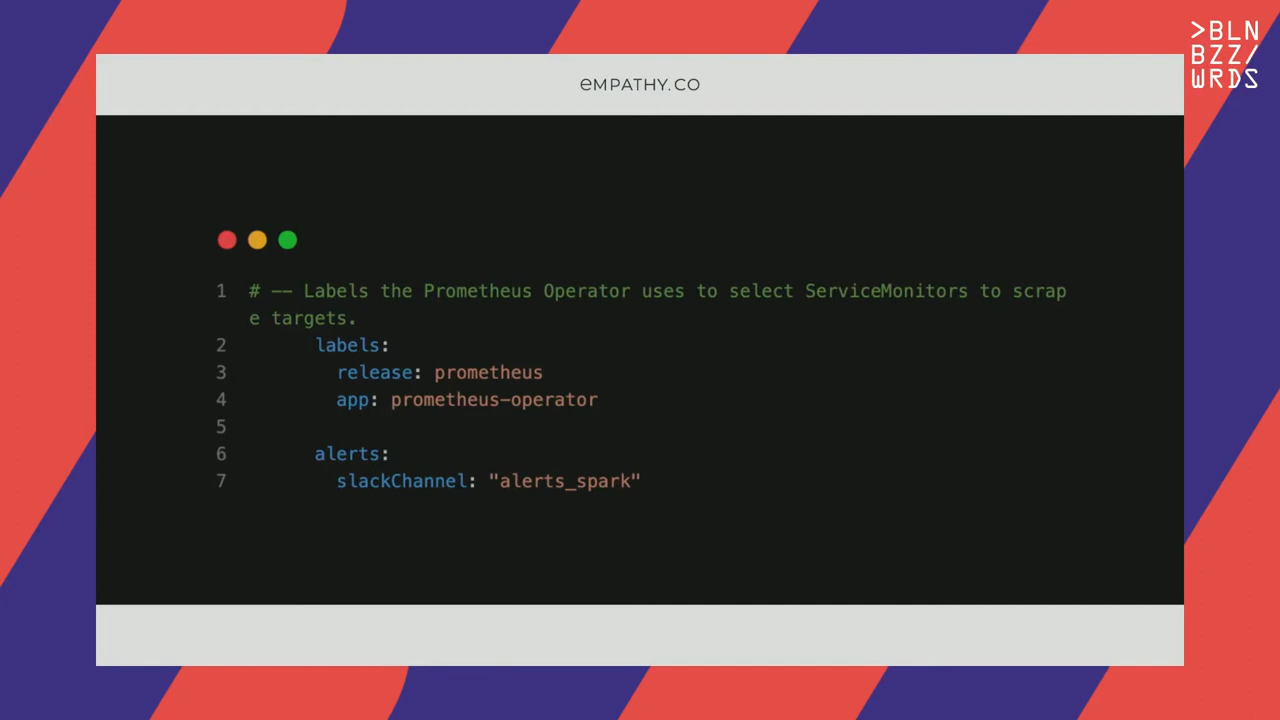 >BLN
BZZ/
WRDS
eMPATHY.CO
1 # -- Labels the Prometheus Operator uses to select ServiceMonitors to scrap
e targets.
2 labels:
3 release: prometheus
4 app: prometheus-operator
5
6 alerts:
7 slackChannel: "alerts_spark"